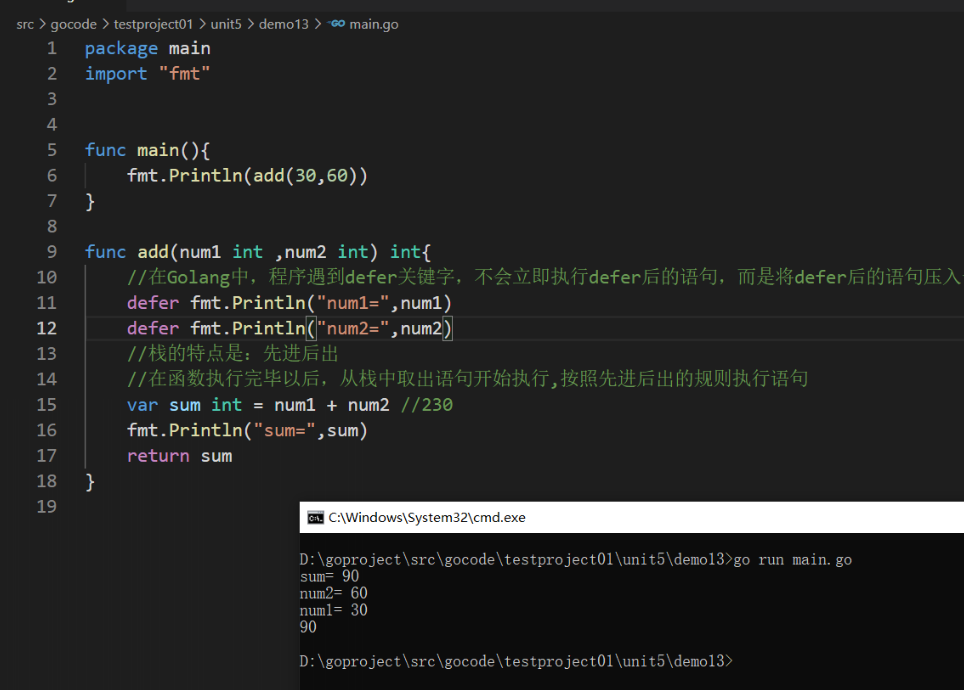 src > gocode > testproject01 > unit5 > demo13 > GO main.go
1 package main
2 import "fmt"
3
4
5 func main(){
6     fmt.Println(add(30,60))
7 }
8
9 func add(num1 int ,num2 int) int{
10     //在Golang中，程序遇到defer关键字，不会立即执行defer后的语句，而是将defer后的语句压入
11     defer fmt.Println("num1=",num1)
12     defer fmt.Println("num2=",num2)
13     //栈的特点是：先进后出
14     //在函数执行完毕以后，从栈中取出语句开始执行,按照先进后出的规则执行语句
15     var sum int = num1 + num2 //230
16     fmt.Println("sum=",sum)
17     return sum
18 }
19
C:\Windows\System32\cmd.exe
D:\goproject\src\gocode\testproject01\unit5\demo13>go run main.go
sum= 90
num2= 60
num1= 30
90
D:\goproject\src\gocode\testproject01\unit5\demo13>